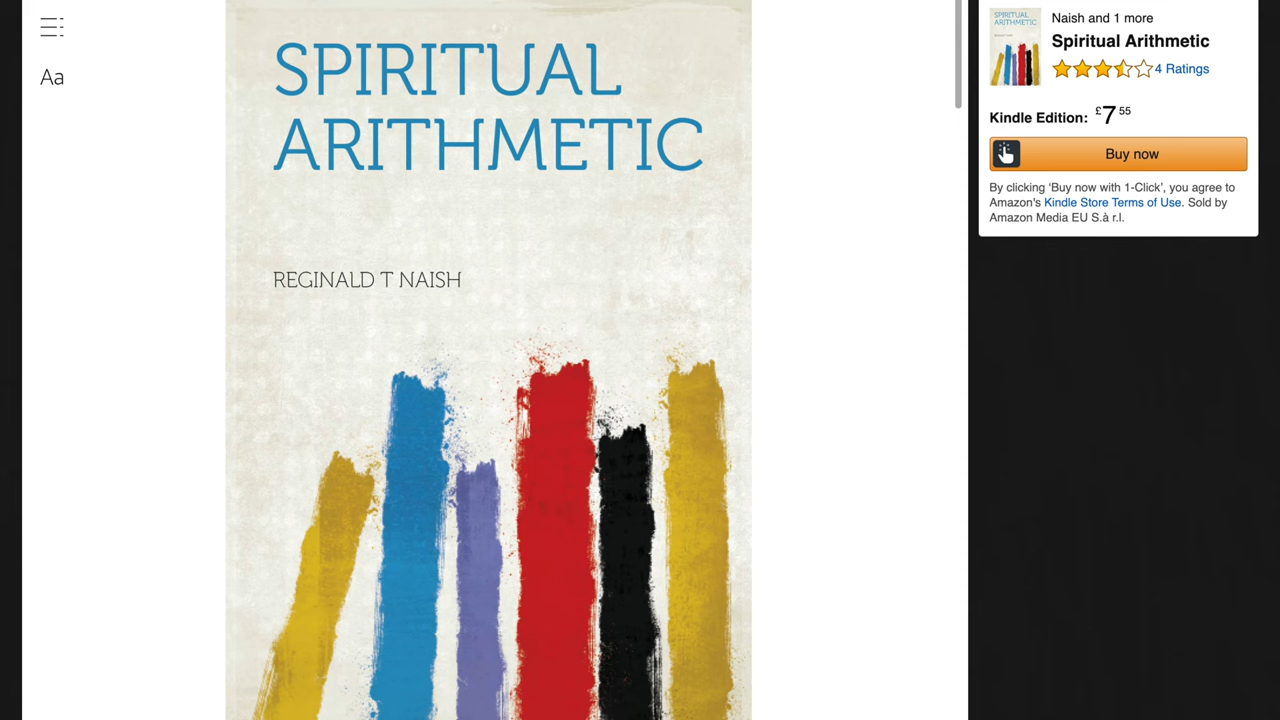 Aa
SPIRITUAL
ARITHMETIC
REGINALD T NAISH
SPIRITUAL
ARITHMETIC
Naish and 1 more
Spiritual Arithmetic
4 Ratings
Kindle Edition: £7 55
Buy now
By clicking ‘Buy now with 1-Click’, you agree to
Amazon's Kindle Store Terms of Use. Sold by
Amazon Media EU S.à r.l.